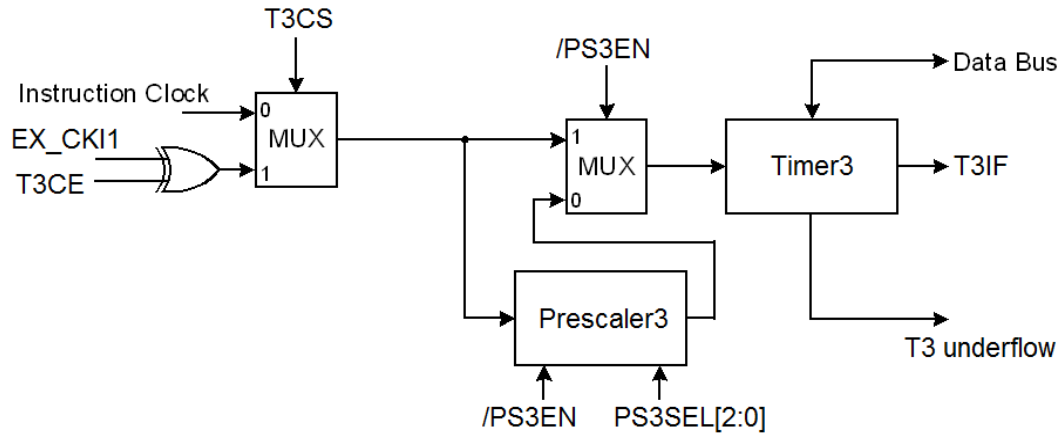 T3CS
/PS3EN
Data Bus
Instruction Clock
0
EX_CKI1
MUX
1
MUX
Timer3
T3IF
T3CE
1
0
Prescaler3
T3 underflow
/PS3EN
PS3SEL[2:0]